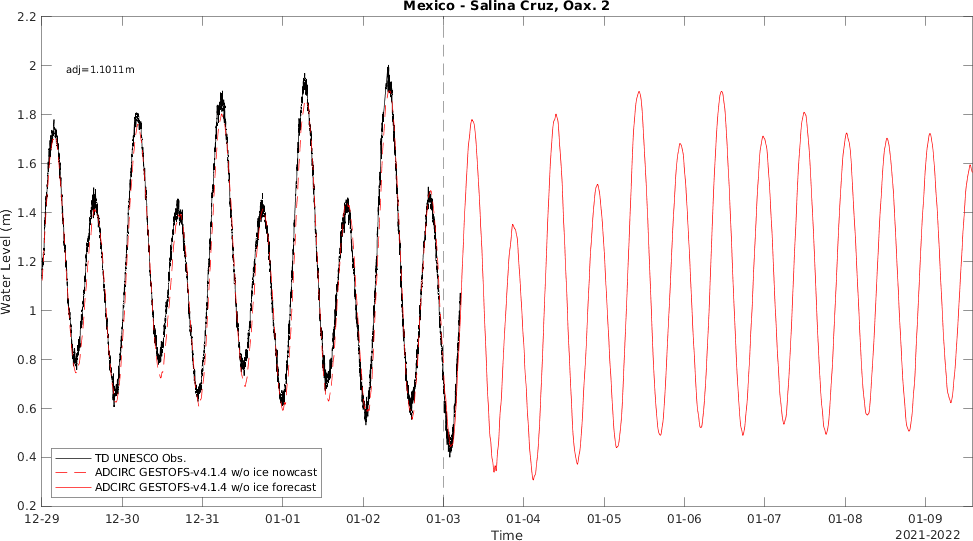 Mexico - Salina Cruz, Oax. 2
2.2
2
1.8
1.6
1.4
1.2
1
0.8
0.6
0.4
0.2
Water Level (m)
adj=1.1011m
TD UNESCO Obs.
ADCIRC GESTOFS-v4.1.4 w/o ice nowcast
ADCIRC GESTOFS-v4.1.4 w/o ice forecast
12-29 12-30 12-31 01-01 01-02 01-03 01-04 01-05 01-06 01-07 01-08 01-09
Time
2021-2022